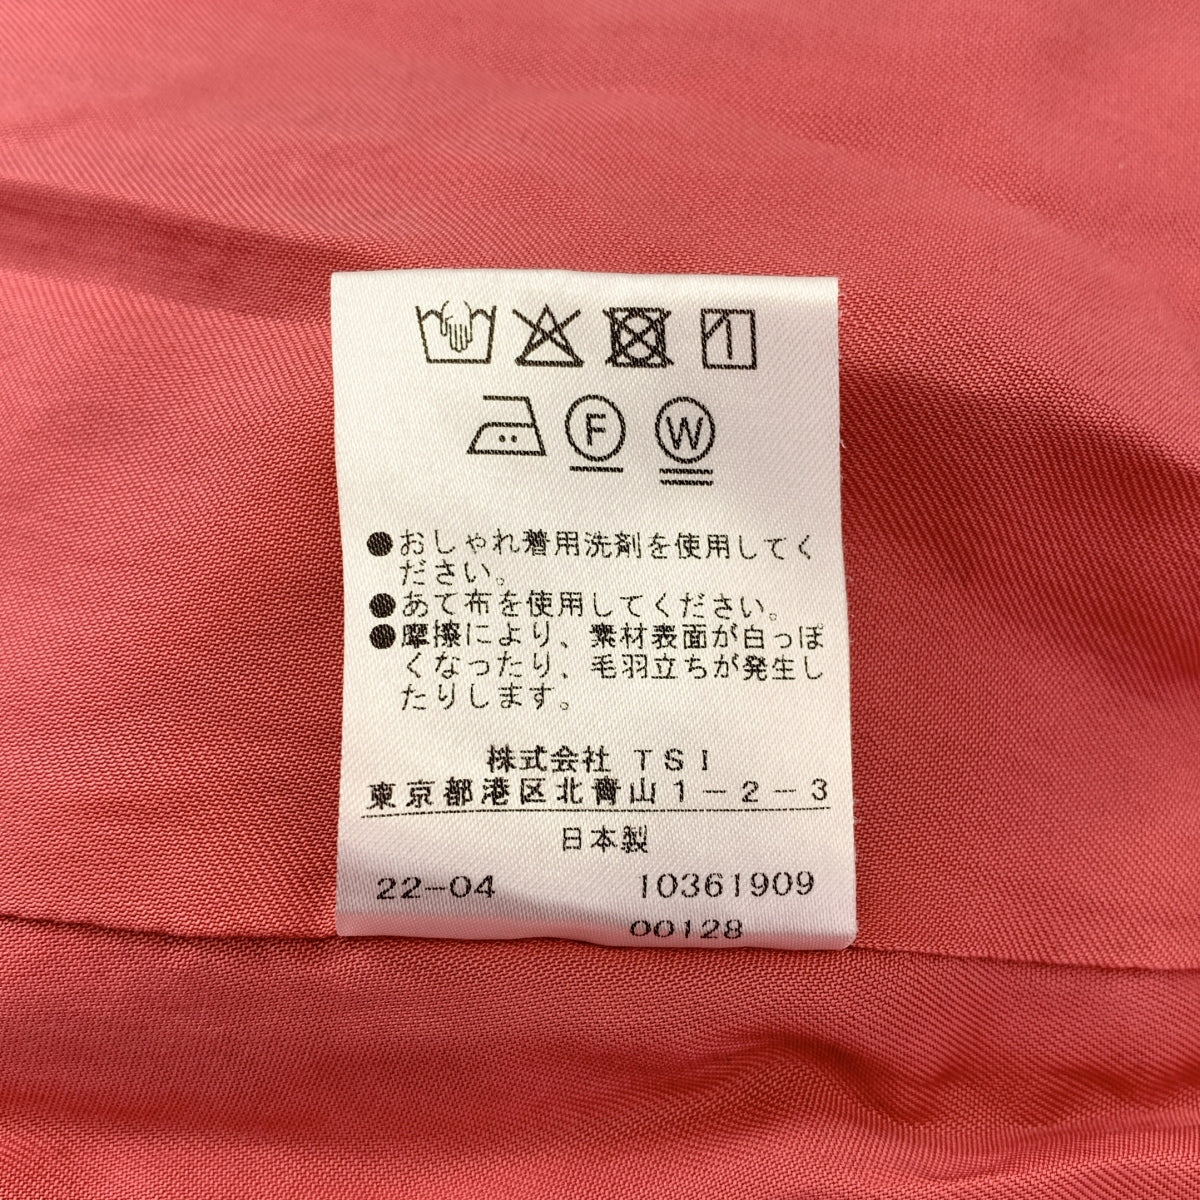 F W
●おしゃれ着用洗剤を使用してく
ださい。
●あて布を使用してください。
●摩擦により、素材表面が白っぽ
くなったり、毛羽立ちが発生し
たりします。
株式会社 TSI
東京都港区北青山1-2-3
日本製
22-04 10361909
00128